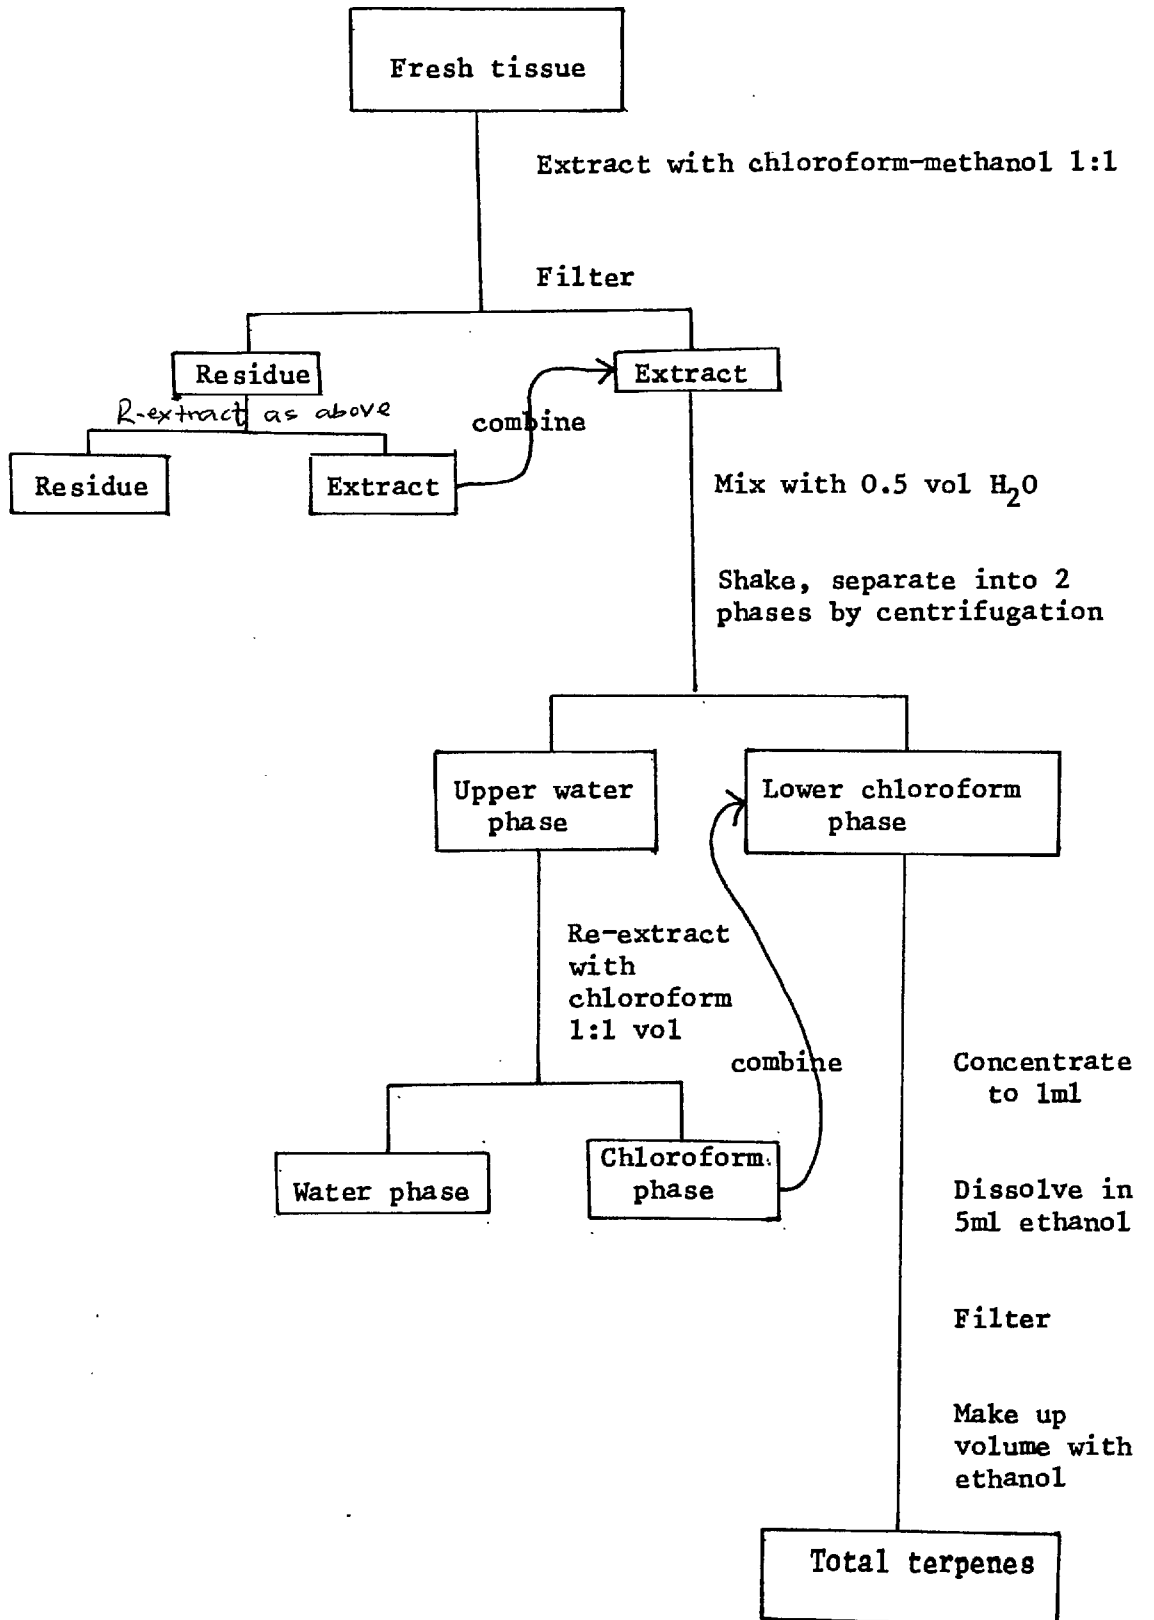 Fresh tissue
Extract with chloroform-methanol 1:1
Filter
Residue
Extract
R-extract as above
combine
Residue
Extract
Mix with 0.5 vol H₂O
Shake, separate into 2
phases by centrifugation
Upper water
phase
Lower chloroform
phase
Re-extract
with
chloroform
1:1 vol
combine
Concentrate
to 1ml
Water phase
Chloroform
phase
Dissolve in
5ml ethanol
Filter
Make up
volume with
ethanol
Total terpenes